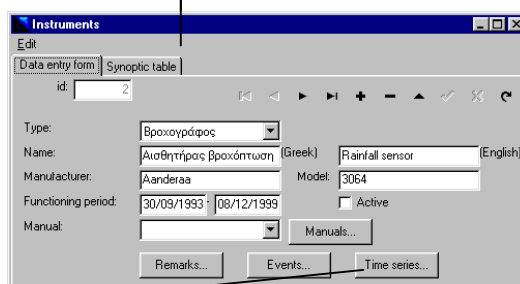 Instruments
Edit
Data entry form Synoptic table
id: 2
Type: Βροχογράφος
Name: Αισθητήρας βροχόπτωση (Greek) Rainfall sensor (English)
Manufacturer: Aanderaa Model: 3064
Functioning period: 30/09/1993 - 08/12/1999 Active
Manual: Manuals...
Remarks... Events... Time series...